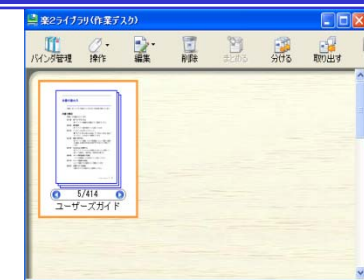 楽2ライブラリ(作業デスク)
バインダ管理 操作 編集 削除 まとめる 分ける 取り出す
5/414
ユーザーズガイド